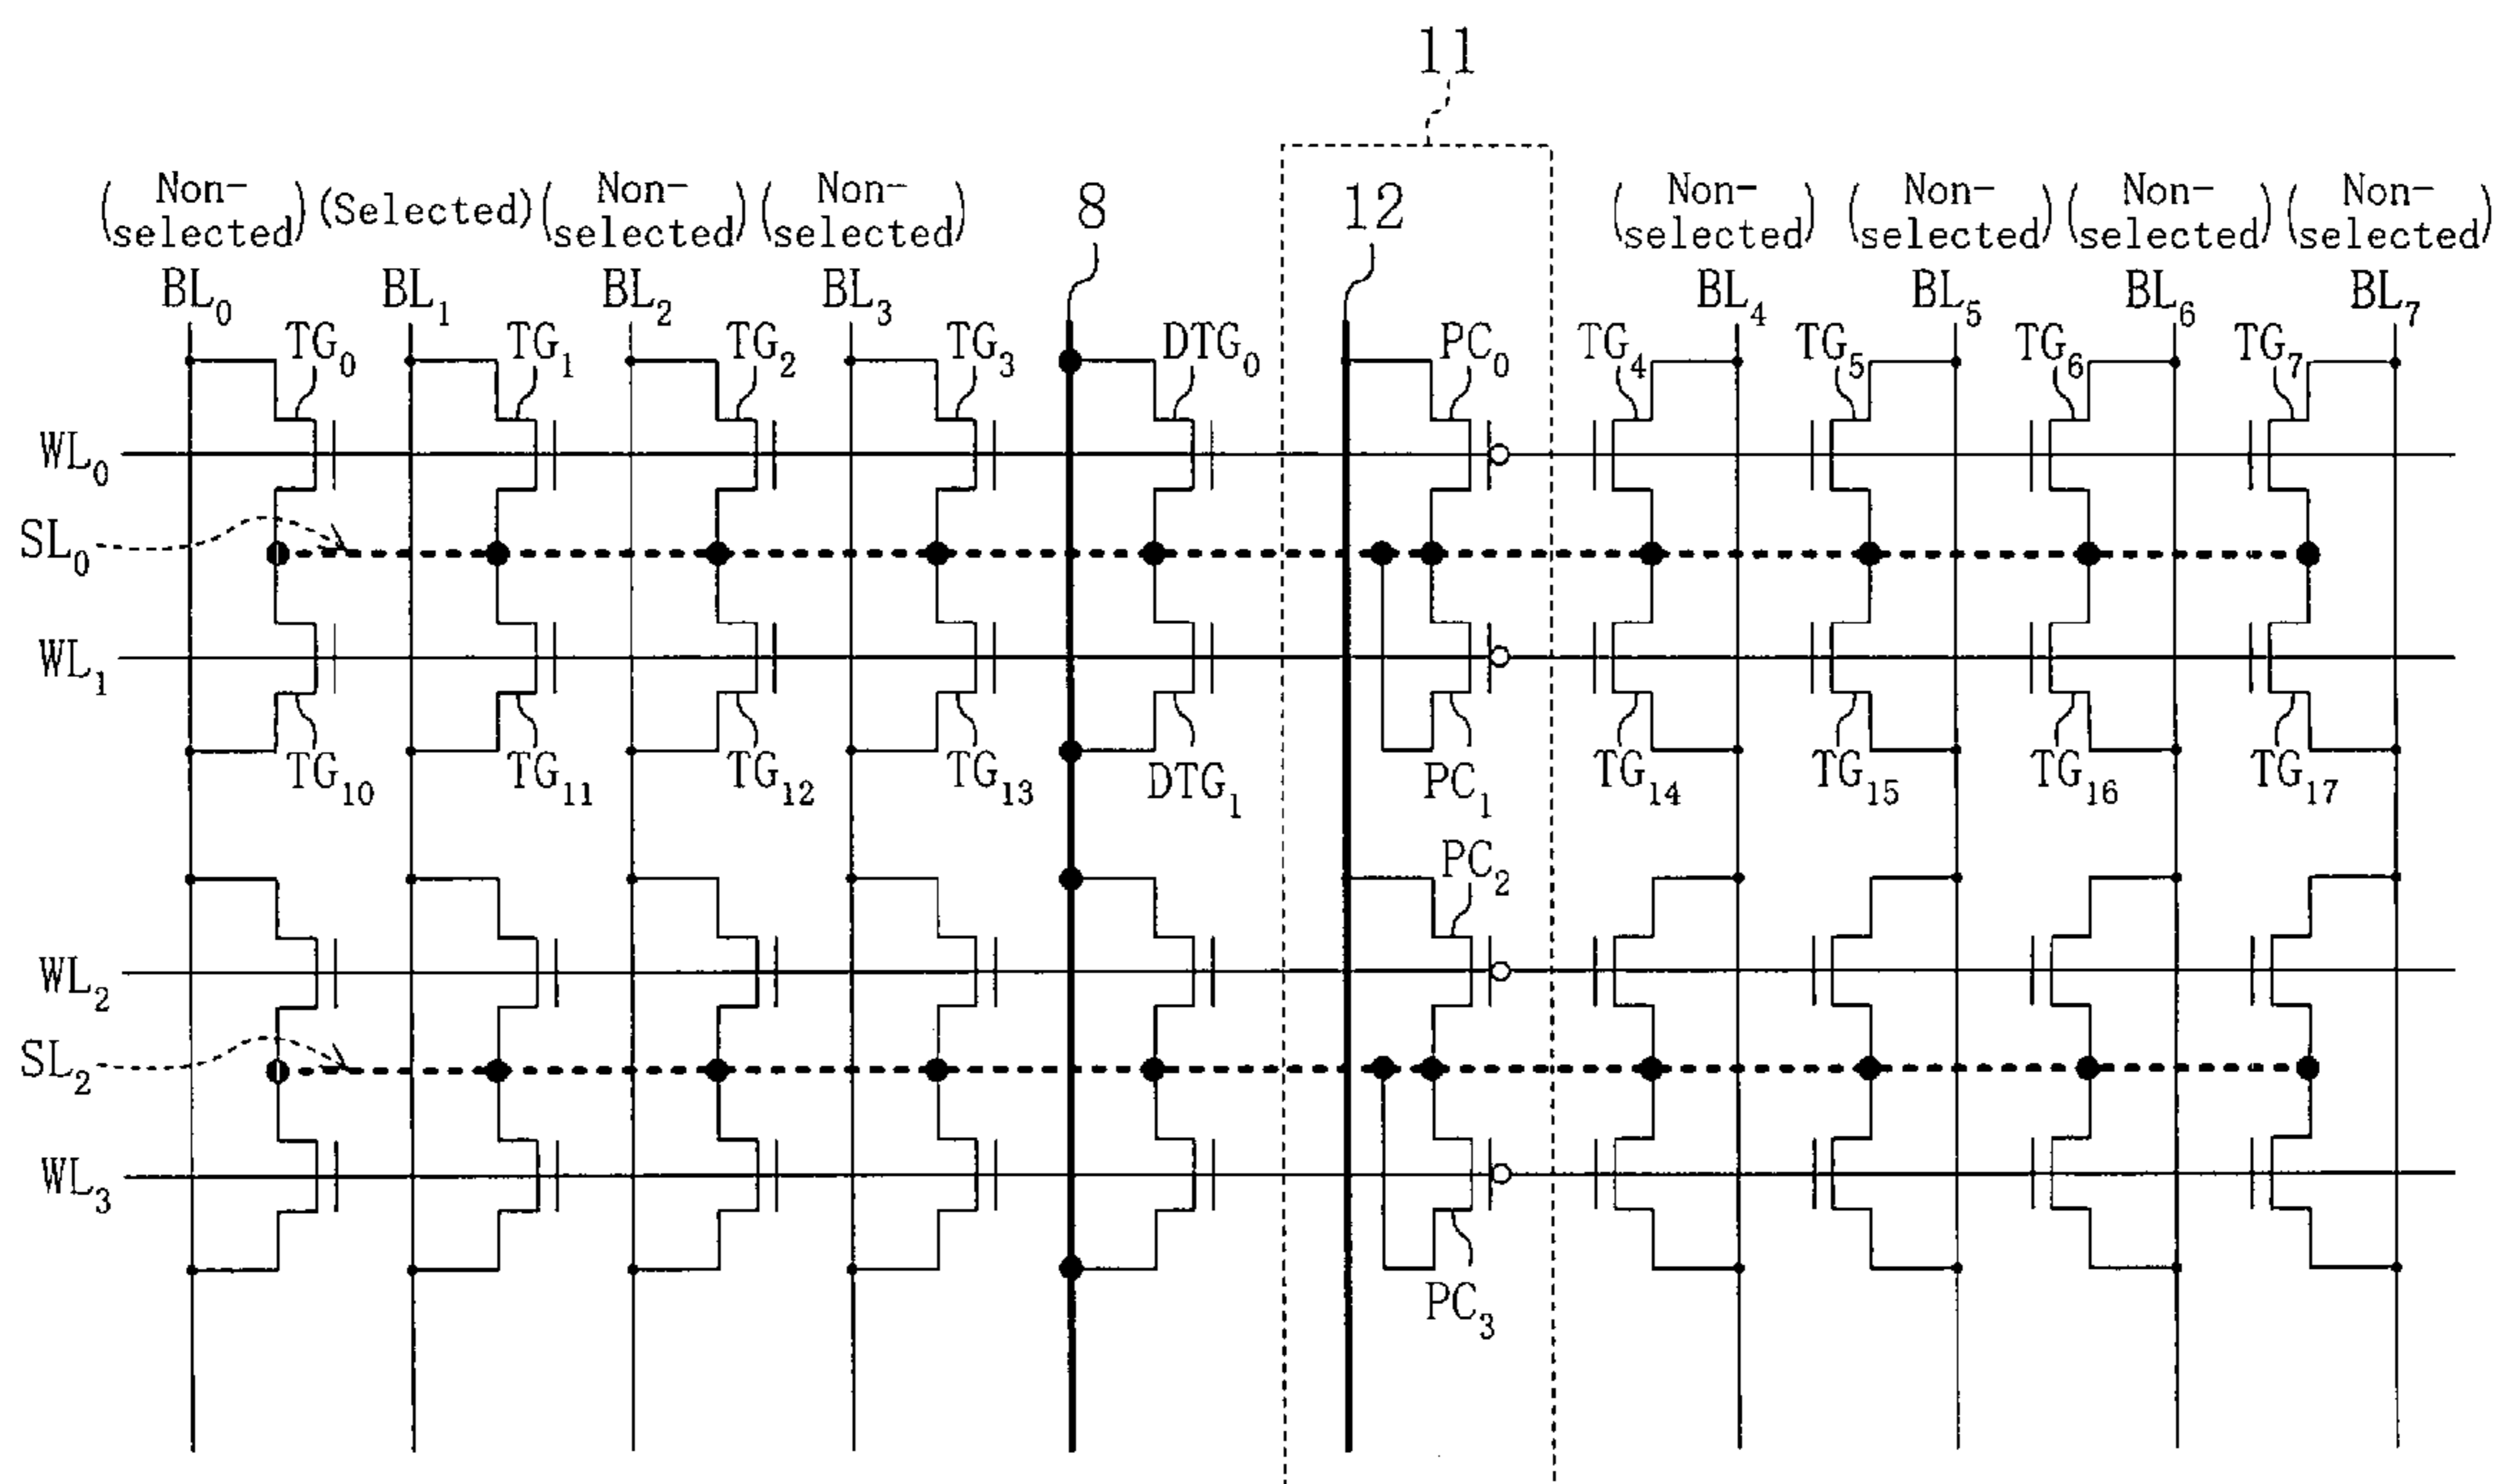 11
(Non-selected) (Selected) (Non-selected) (Non-selected) 8 12 (Non-selected) (Non-selected) (Non-selected) (Non-selected)
BL0 BL1 BL2 BL3 BL4 BL5 BL6 BL7
TG0 TG1 TG2 TG3 DTG0 PC0 TG4 TG5 TG6 TG7
WL0
SL0
WL1
TG10 TG11 TG12 TG13 DTG1 PC1 TG14 TG15 TG16 TG17
PC2
WL2
SL2
WL3
PC3